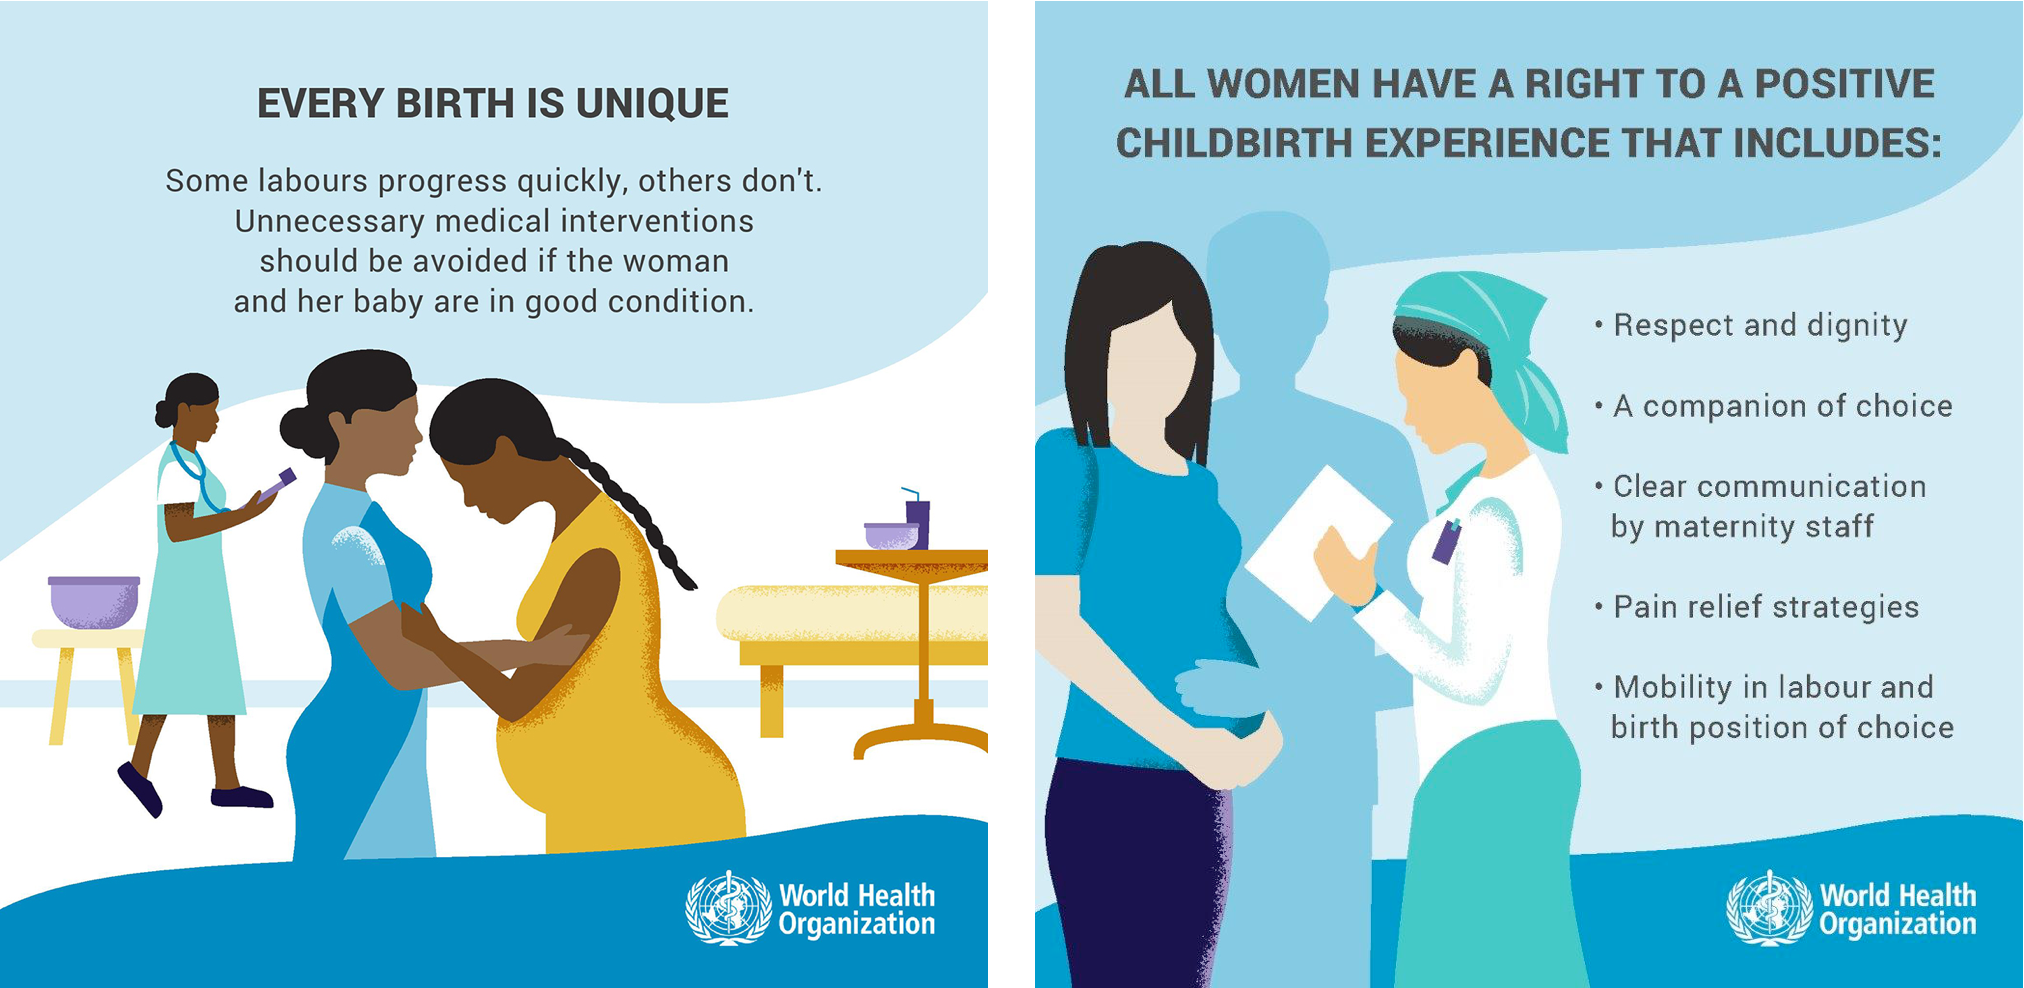 EVERY BIRTH IS UNIQUE
Some labours progress quickly, others don't.
Unnecessary medical interventions
should be avoided if the woman
and her baby are in good condition.
World Health
Organization
ALL WOMEN HAVE A RIGHT TO A POSITIVE
CHILDBIRTH EXPERIENCE THAT INCLUDES:
• Respect and dignity
• A companion of choice
• Clear communication
by maternity staff
• Pain relief strategies
• Mobility in labour and
birth position of choice
World Health
Organization